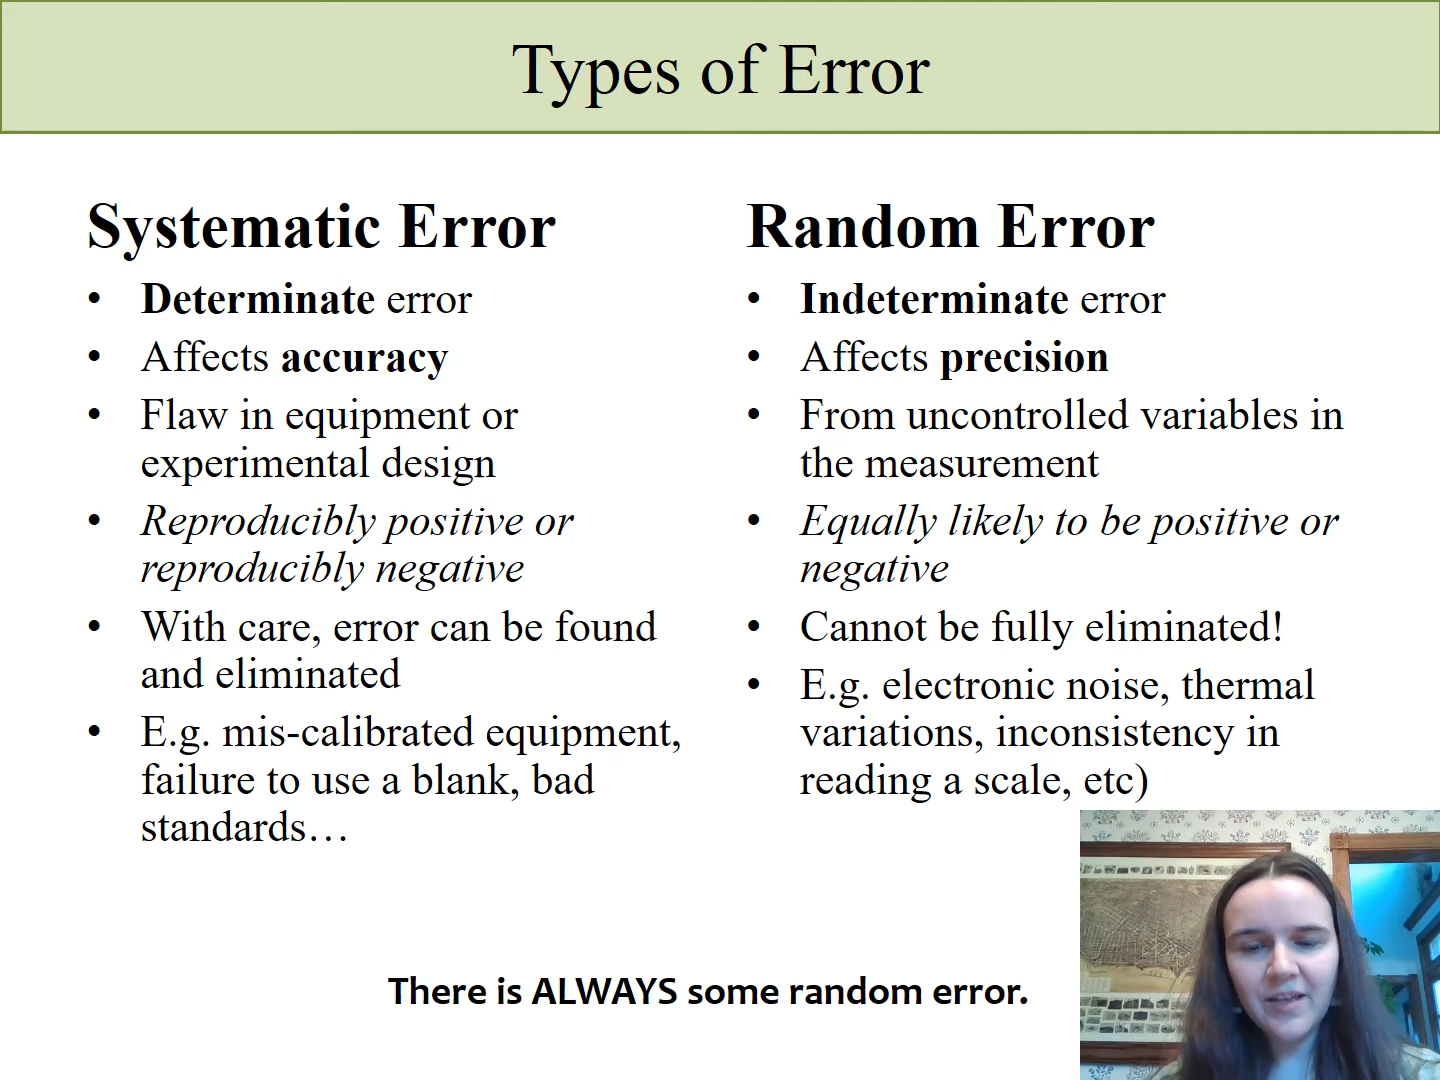 Types of Error
Systematic Error
• Determinate error
• Affects accuracy
• Flaw in equipment or
experimental design
• Reproducibly positive or
reproducibly negative
• With care, error can be found
and eliminated
• E.g. mis-calibrated equipment,
failure to use a blank, bad
standards…
Random Error
• Indeterminate error
• Affects precision
• From uncontrolled variables in
the measurement
• Equally likely to be positive or
negative
• Cannot be fully eliminated!
• E.g. electronic noise, thermal
variations, inconsistency in
reading a scale, etc)
There is ALWAYS some random error.